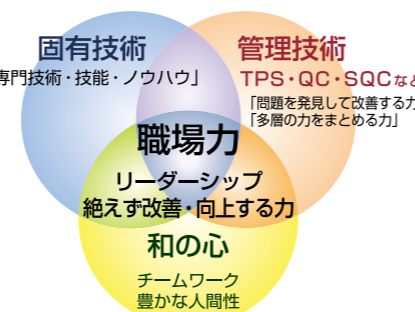 固有技術
専門技術・技能・ノウハウ」
管理技術
TPS・QC・SQCなど
「問題を発見して改善する力
「多層の力をまとめる力」
職場力
リーダーシップ
絶えず改善・向上する力
和の心
チームワーク
豊かな人間性